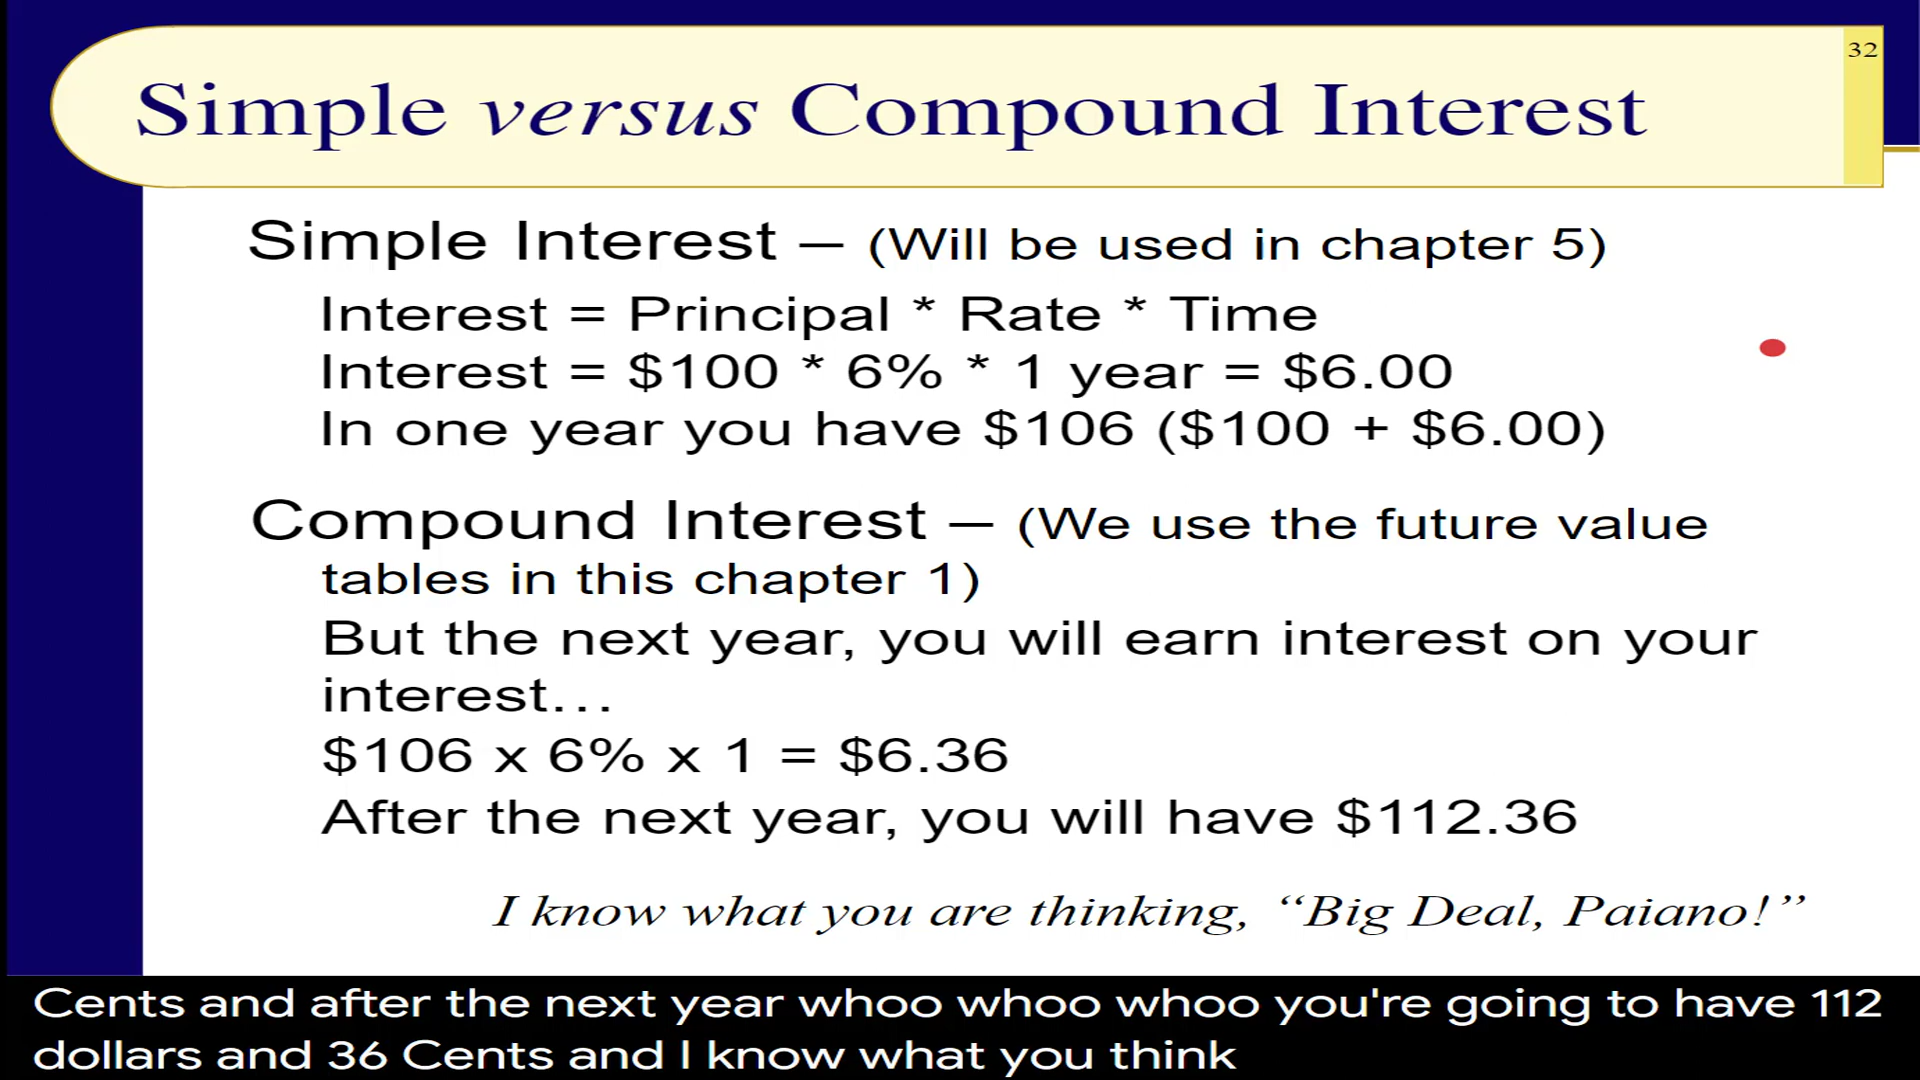 32
Simple versus Compound Interest
Simple Interest – (Will be used in chapter 5)
Interest = Principal * Rate * Time
Interest = $100 * 6% * 1 year = $6.00
In one year you have $106 ($100 + $6.00)
Compound Interest – (We use the future value
tables in this chapter 1)
But the next year, you will earn interest on your
interest…
$106 x 6% x 1 = $6.36
After the next year, you will have $112.36
I know what you are thinking, “Big Deal, Paiano!”
Cents and after the next year whoo whoo whoo you're going to have 112
dollars and 36 Cents and I know what you think